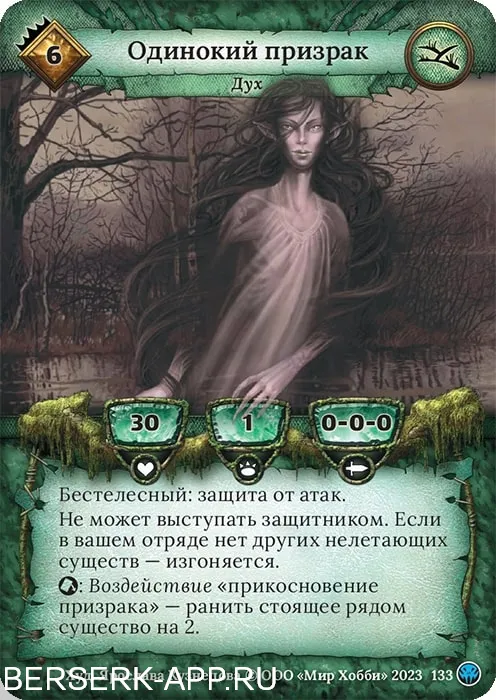 6
Одинокий призрак
Дух
30
1
0-0-0
Бестелесный: защита от атак.
Не может выступать защитником. Если
в вашем отряде нет других нелетающих
существ — изгоняется.
: Воздействие «прикосновение
призрака» — ранить стоящее рядом
существо на 2.
© ООО «Мир Хобби» 2023 133
BERSERK-APP.RU